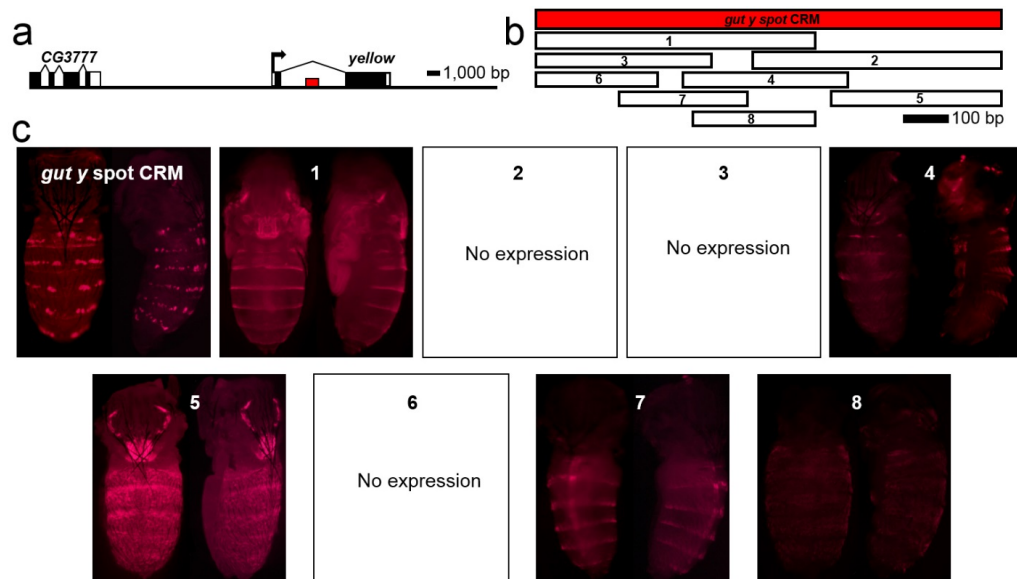 a
CG3777
yellow
1,000 bp
b
gut y spot CRM
1
3
2
6
4
7
5
8
100 bp
c
gut y spot CRM
1
2
No expression
3
No expression
4
5
6
No expression
7
8